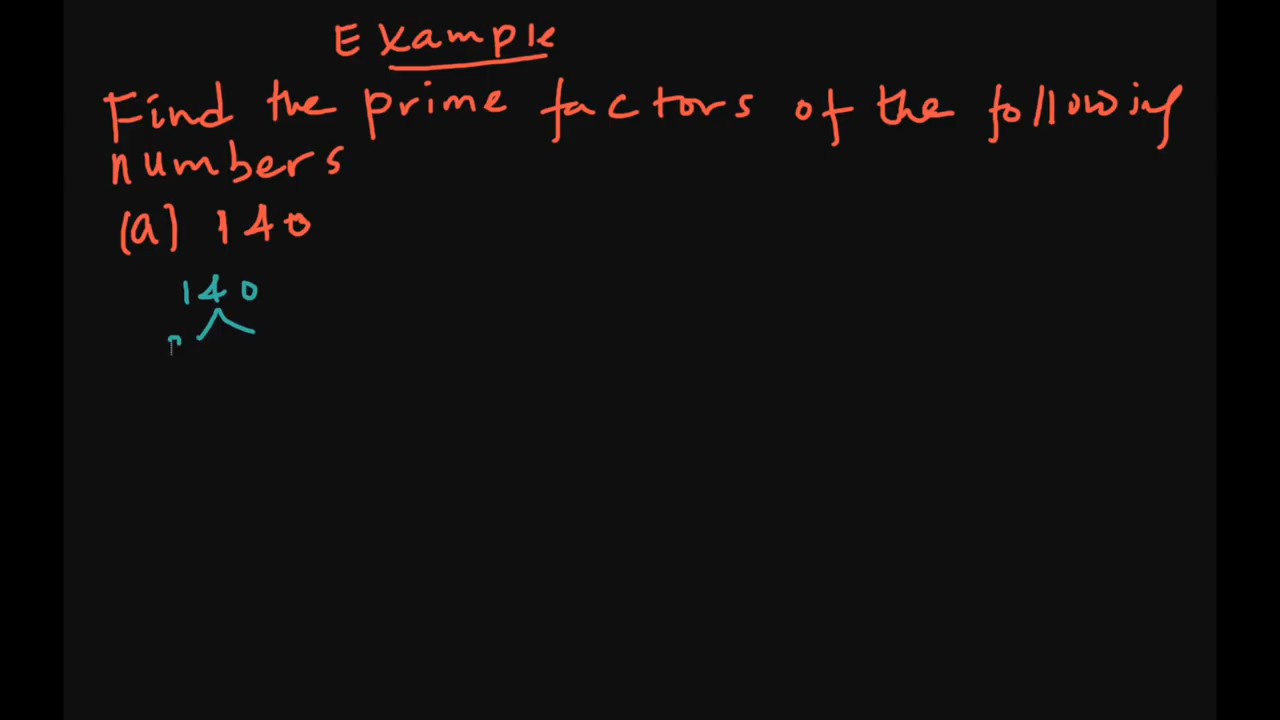 Example
Find the prime factors of the following
numbers
(a) 140
140